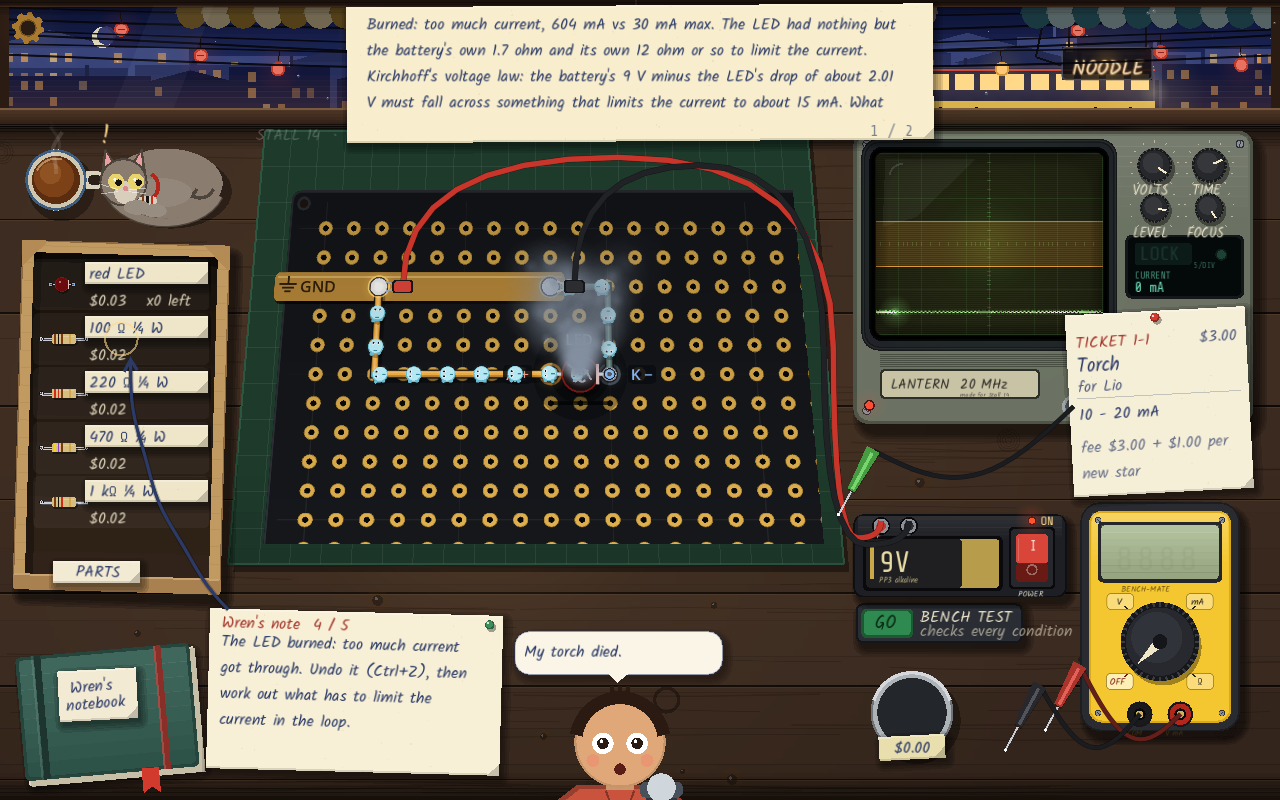 Burned: too much current, 604 mA vs 30 mA max. The LED had nothing but
the battery's own 1.7 ohm and its own 12 ohm or so to limit the current.
Kirchhoff's voltage law: the battery's 9 V minus the LED's drop of about 2.01
V must fall across something that limits the current to about 15 mA. What
1 / 2
NOODLE
STALL 14
!
red LED
$0.03 x0 left
100 Ω ¼ W
$0.02
220 Ω ¼ W
$0.02
470 Ω ¼ W
$0.02
1 kΩ ¼ W
$0.02
PARTS
GND
K -
VOLTS TIME
LEVEL FOCUS
LOCK
S/DIV
CURRENT
0 mA
LANTERN 20 MHz
made for Stall 14
TICKET 1-1 $3.00
Torch
for Lio
10 - 20 mA
fee $3.00 + $1.00 per
new star
ON
9V
PP3 alkaline
I
POWER
GO
BENCH TEST
checks every condition
BENCH-MATE
V
mA
OFF
Ω
$0.00
Wren's
notebook
Wren's note 4 / 5
The LED burned: too much current
got through. Undo it (Ctrl+Z), then
work out what has to limit the
current in the loop.
My torch died.